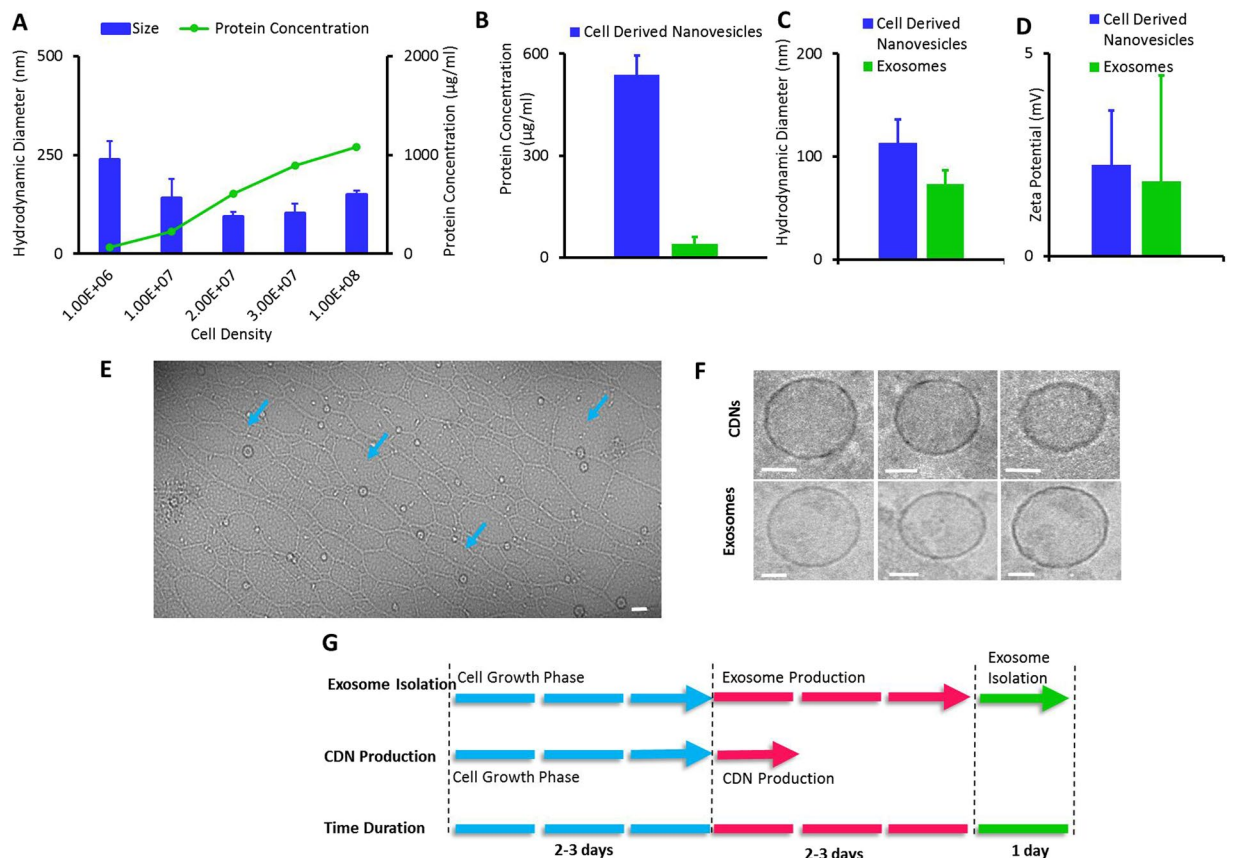 A
Size
Protein Concentration
Hydrodynamic Diameter (nm)
500
250
0
2000
1000
0
Protein Concentration (µg/ml)
1.00E+06
1.00E+07
2.00E+07
3.00E+07
1.00E+08
Cell Density
B
Cell Derived Nanovesicles
Protein Concentration
(µg/ml)
600
300
0
C
Cell Derived
Nanovesicles
Exosomes
Hydrodynamic Diameter (nm)
200
100
0
D
Cell Derived
Nanovesicles
Exosomes
Zeta Potential (mV)
5
0
E
F
CDNs
Exosomes
G
Exosome Isolation
Cell Growth Phase
Exosome Production
Exosome
Isolation
CDN Production
Cell Growth Phase
CDN Production
Time Duration
2-3 days
2-3 days
1 day